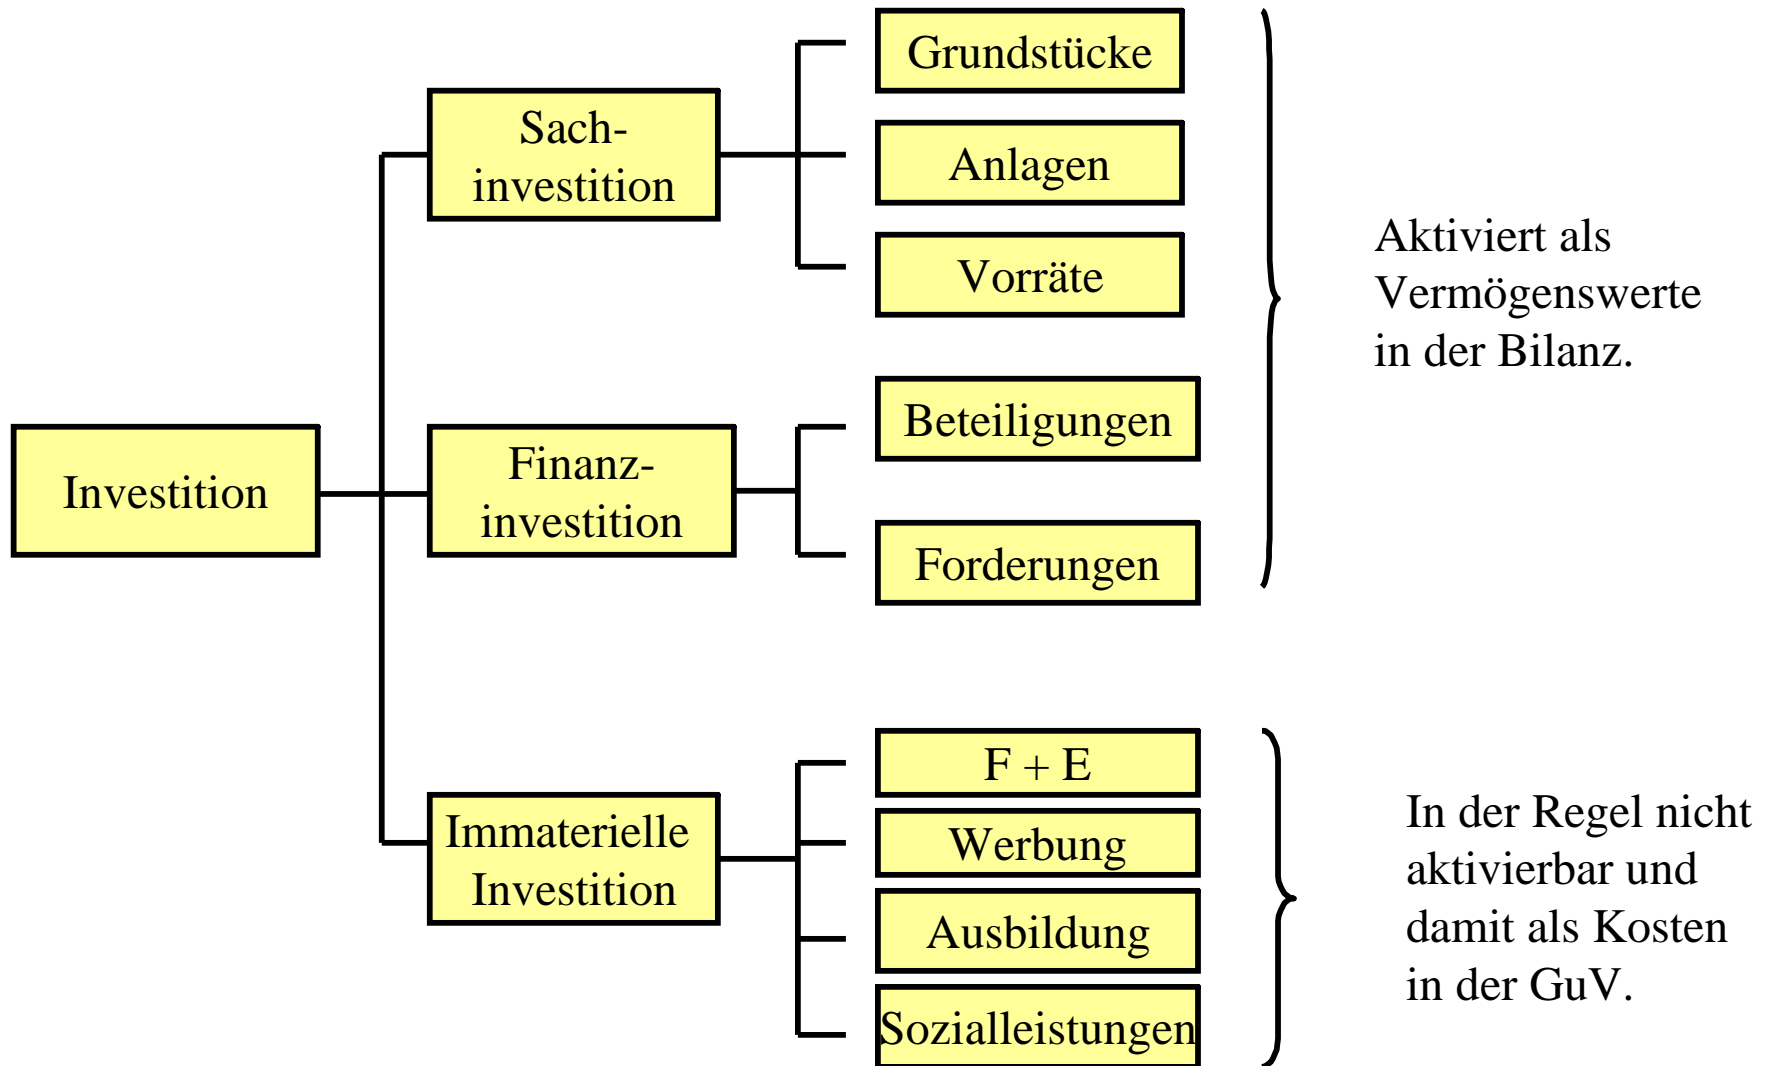 Investition
Sach-
investition
Grundstücke
Anlagen
Vorräte
Finanz-
investition
Beteiligungen
Forderungen
Aktiviert als
Vermögenswerte
in der Bilanz.
Immaterielle
Investition
F + E
Werbung
Ausbildung
Sozialleistungen
In der Regel nicht
aktivierbar und
damit als Kosten
in der GuV.